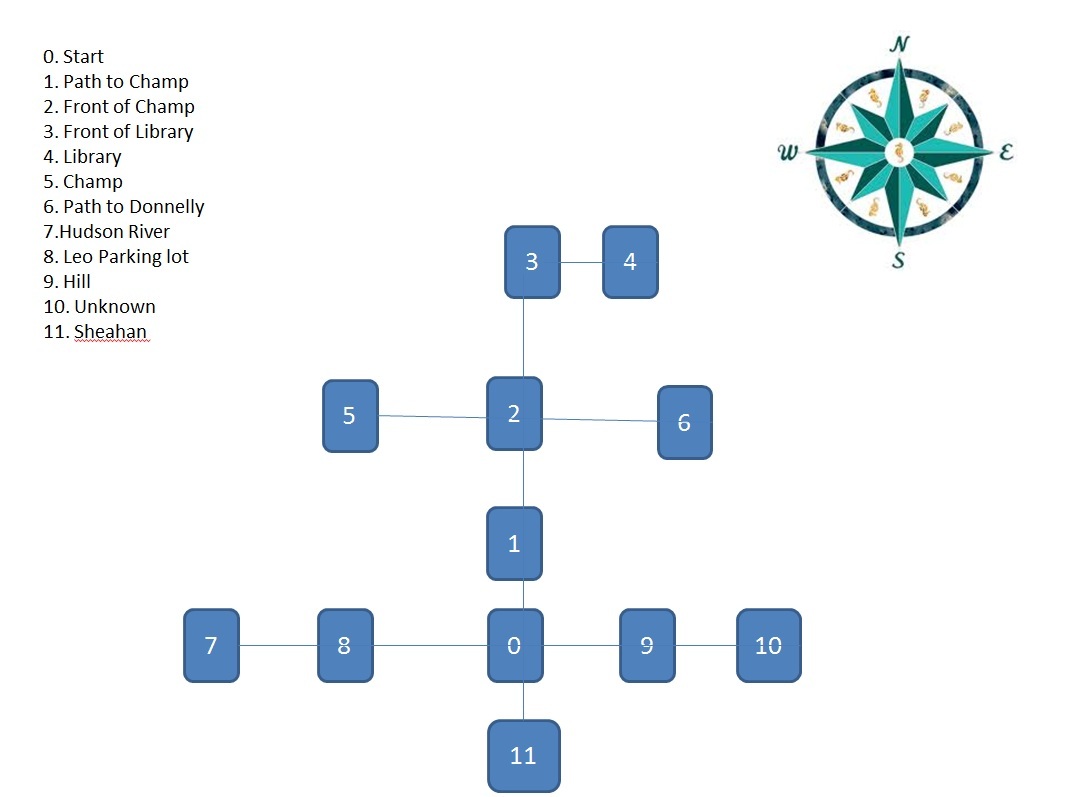 0. Start
1. Path to Champ
2. Front of Champ
3. Front of Library
4. Library
5. Champ
6. Path to Donnelly
7.Hudson River
8. Leo Parking lot
9. Hill
10. Unknown
11. Sheahan
N
W E
S
3 4
5 2 6
1
7 8 0 9 10
11